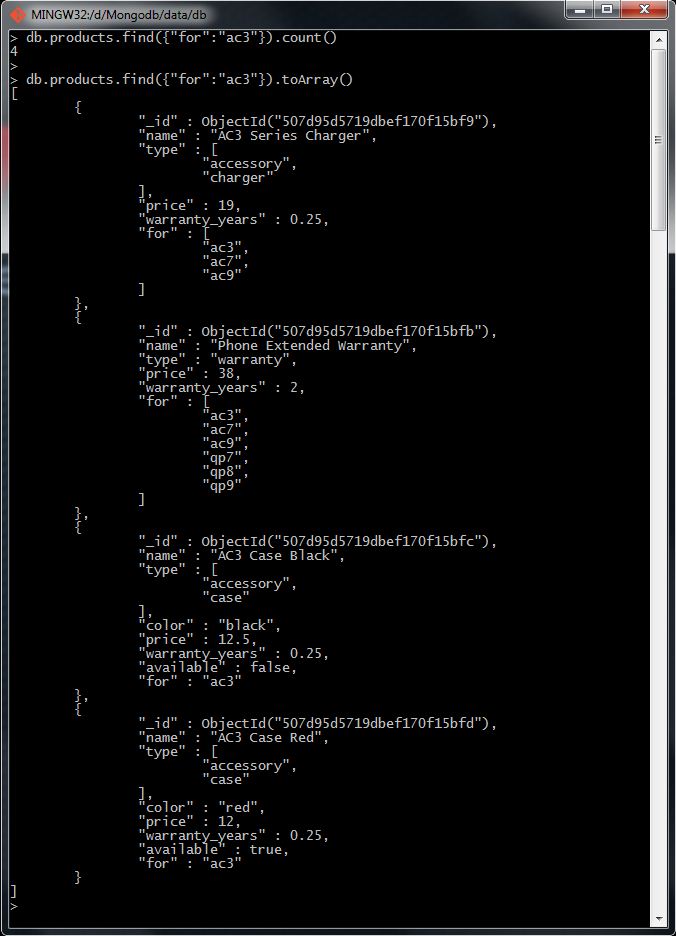 MINGW32:/d/Mongodb/data/db
> db.products.find({"for":"ac3"}).count()
4
>
> db.products.find({"for":"ac3"}).toArray()
[
        {
                "_id" : ObjectId("507d95d5719dbef170f15bf9"),
                "name" : "AC3 Series Charger",
                "type" : [
                        "accessory",
                        "charger"
                ],
                "price" : 19,
                "warranty_years" : 0.25,
                "for" : [
                        "ac3",
                        "ac7",
                        "ac9"
                ]
        },
        {
                "_id" : ObjectId("507d95d5719dbef170f15bfb"),
                "name" : "Phone Extended Warranty",
                "type" : "warranty",
                "price" : 38,
                "warranty_years" : 2,
                "for" : [
                        "ac3",
                        "ac7",
                        "ac9",
                        "qp7",
                        "qp8",
                        "qp9"
                ]
        },
        {
                "_id" : ObjectId("507d95d5719dbef170f15bfc"),
                "name" : "AC3 Case Black",
                "type" : [
                        "accessory",
                        "case"
                ],
                "color" : "black",
                "price" : 12.5,
                "warranty_years" : 0.25,
                "available" : false,
                "for" : "ac3"
        },
        {
                "_id" : ObjectId("507d95d5719dbef170f15bfd"),
                "name" : "AC3 Case Red",
                "type" : [
                        "accessory",
                        "case"
                ],
                "color" : "red",
                "price" : 12,
                "warranty_years" : 0.25,
                "available" : true,
                "for" : "ac3"
        }
]
>